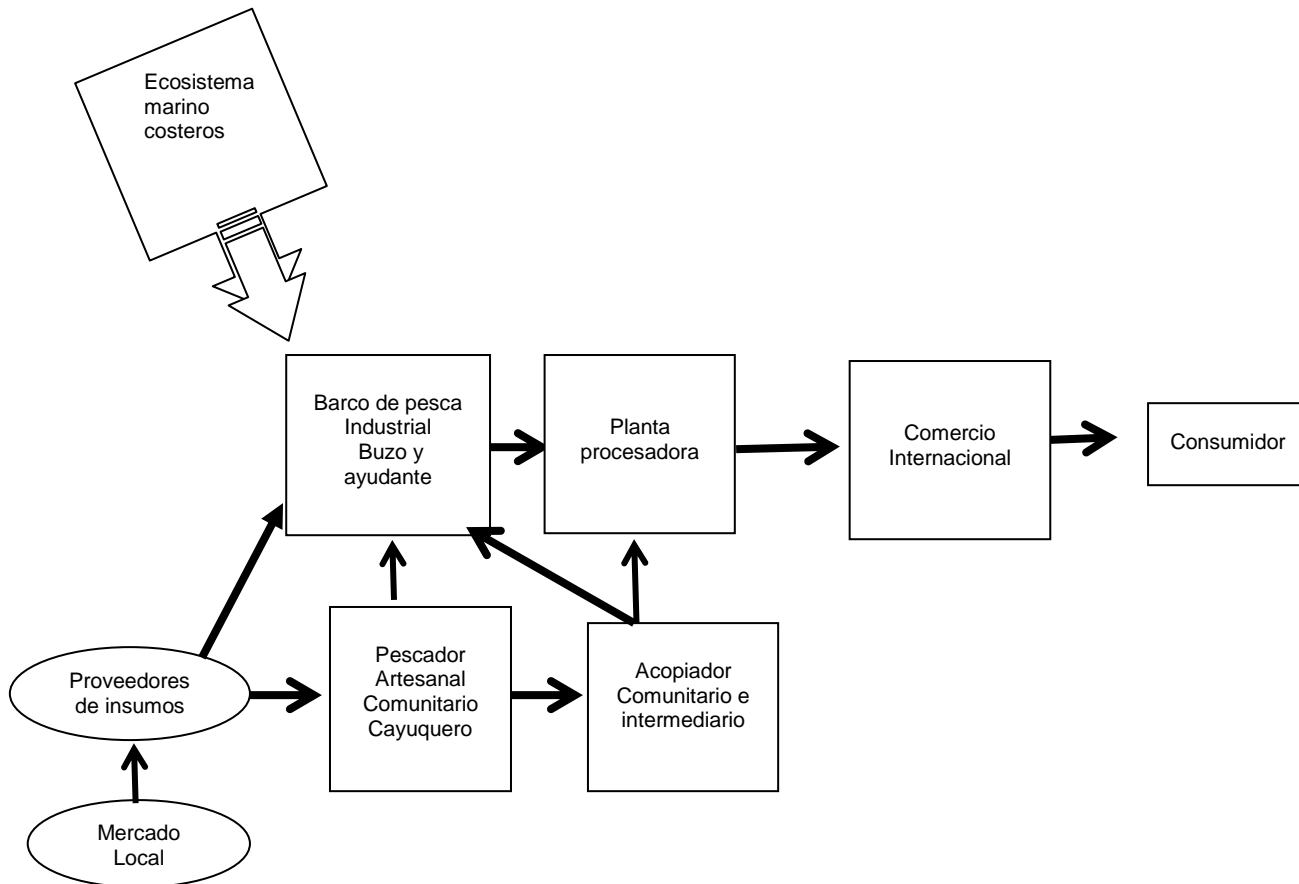 Ecosistema
marino
costeros
Barco de pesca
Industrial
Buzo y
ayudante
Planta
procesadora
Comercio
Internacional
Consumidor
Proveedores
de insumos
Pescador
Artesanal
Comunitario
Cayuquero
Acopiador
Comunitario e
intermediario
Mercado
Local